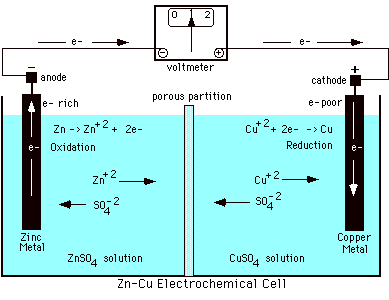 0 1 2
e-
e-
− +
voltmeter
− anode
+
cathode
porous partition
e- rich
e-poor
Zn -> Zn+2 + 2e-
Cu+2 + 2e- -> Cu
e- Oxidation
Reduction e-
Zn+2
Cu+2
SO4-2
SO4-2
Zinc
Metal
Copper
Metal
ZnSO4 solution
CuSO4 solution
Zn-Cu Electrochemical Cell